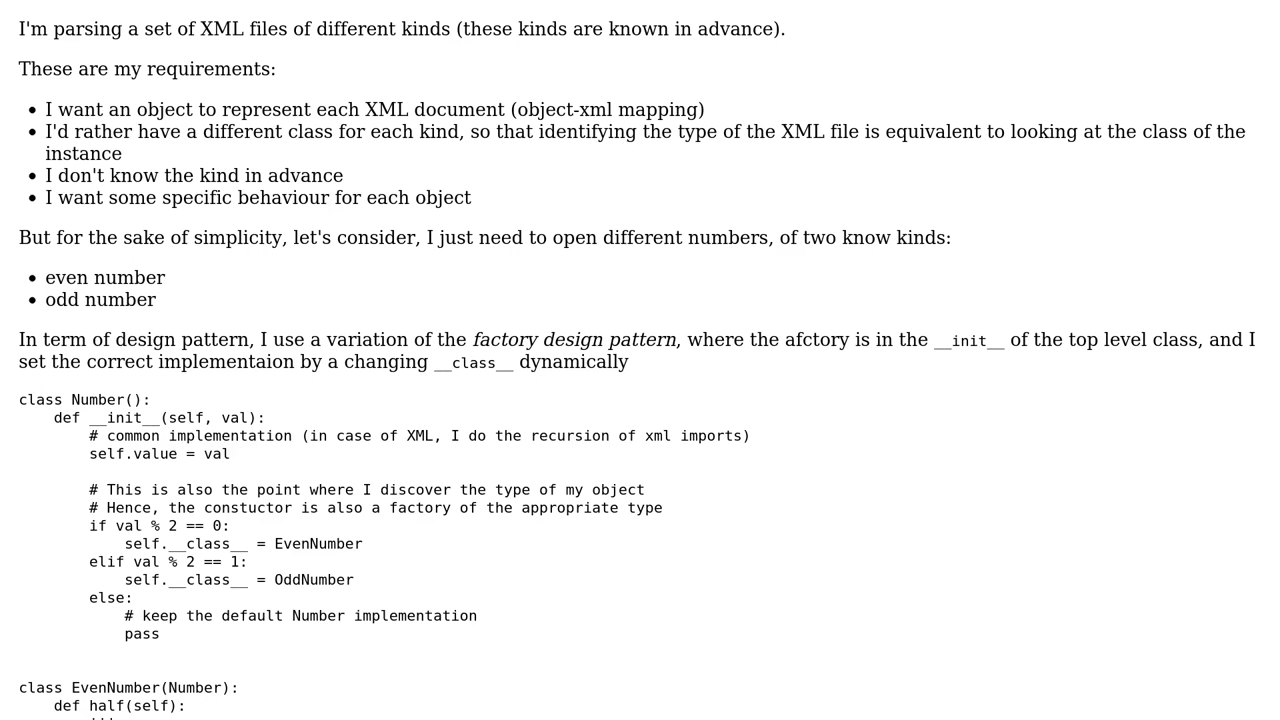 I'm parsing a set of XML files of different kinds (these kinds are known in advance).
These are my requirements:
• I want an object to represent each XML document (object-xml mapping)
• I'd rather have a different class for each kind, so that identifying the type of the XML file is equivalent to looking at the class of the
instance
• I don't know the kind in advance
• I want some specific behaviour for each object
But for the sake of simplicity, let's consider, I just need to open different numbers, of two know kinds:
• even number
• odd number
In term of design pattern, I use a variation of the factory design pattern, where the afctory is in the __init__ of the top level class, and I
set the correct implementaion by a changing __class__ dynamically
class Number():
    def __init__(self, val):
        # common implementation (in case of XML, I do the recursion of xml imports)
        self.value = val
        # This is also the point where I discover the type of my object
        # Hence, the constuctor is also a factory of the appropriate type
        if val % 2 == 0:
            self.__class__ = EvenNumber
        elif val % 2 == 1:
            self.__class__ = OddNumber
        else:
            # keep the default Number implementation
            pass
class EvenNumber(Number):
    def half(self):